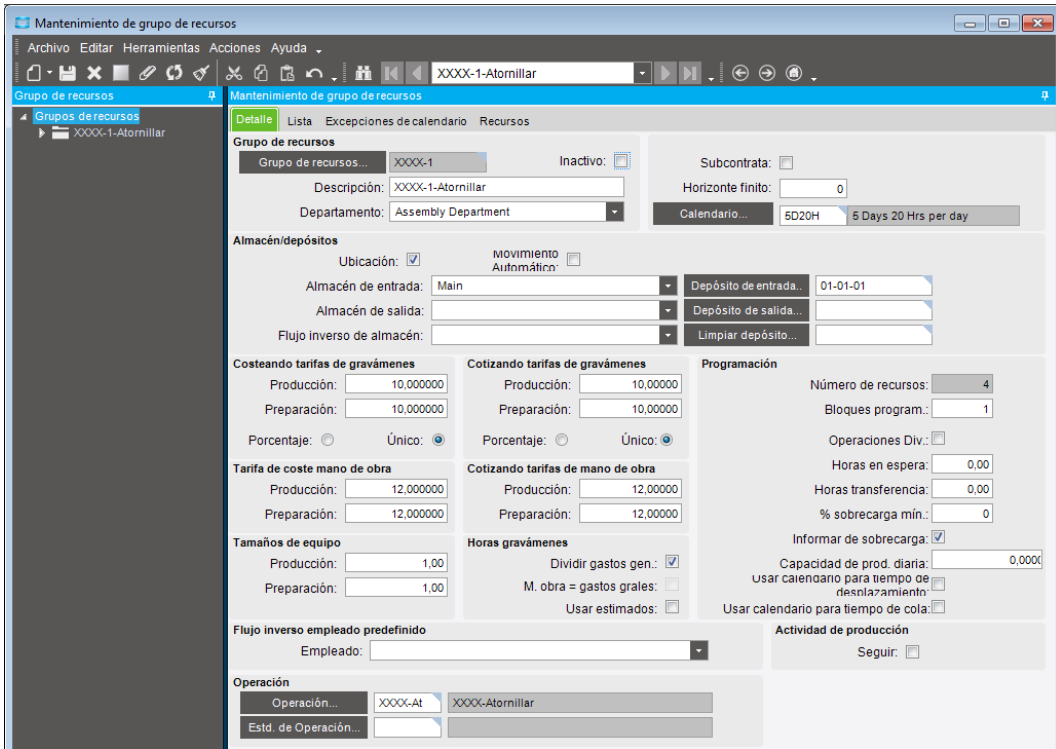 Mantenimiento de grupo de recursos
Archivo Editar Herramientas Acciones Ayuda
XXXX-1-Atornillar
Grupo de recursos
Mantenimiento de grupo de recursos
Grupos de recursos
XXXX-1-Atornillar
Detalle Lista Excepciones de calendario Recursos
Grupo de recursos
Grupo de recursos... XXXX-1 Inactivo: Subcontrata:
Descripción: XXXX-1-Atornillar Horizonte finito: 0
Departamento: Assembly Department Calendario... 5D20H 5 Days 20 Hrs per day
Almacén/depósitos
Ubicación: Movimiento Automático:
Almacén de entrada: Main Depósito de entrada.. 01-01-01
Almacén de salida: Depósito de salida...
Flujo inverso de almacén: Limpiar depósito...
Costeando tarifas de gravámenes Cotizando tarifas de gravámenes Programación
Producción: 10,000000 Producción: 10,00000 Número de recursos: 4
Preparación: 10,000000 Preparación: 10,00000 Bloques program.: 1
Porcentaje: Único: Porcentaje: Único: Operaciones Div.:
Tarifa de coste mano de obra Cotizando tarifas de mano de obra Horas en espera: 0,00
Producción: 12,000000 Producción: 12,00000 Horas transferencia: 0,00
Preparación: 12,000000 Preparación: 12,00000 % sobrecarga mín.: 0
Tamaños de equipo Horas gravámenes Informar de sobrecarga:
Producción: 1,00 Dividir gastos gen.: Capacidad de prod. diaria: 0,0000
Preparación: 1,00 M. obra = gastos grales: Usar calendario para tiempo de desplazamiento:
Usar estimados: Usar calendario para tiempo de cola:
Flujo inverso empleado predefinido Actividad de producción
Empleado: Seguir:
Operación
Operación... XXXX-At XXXX-Atornillar
Estd. de Operación...